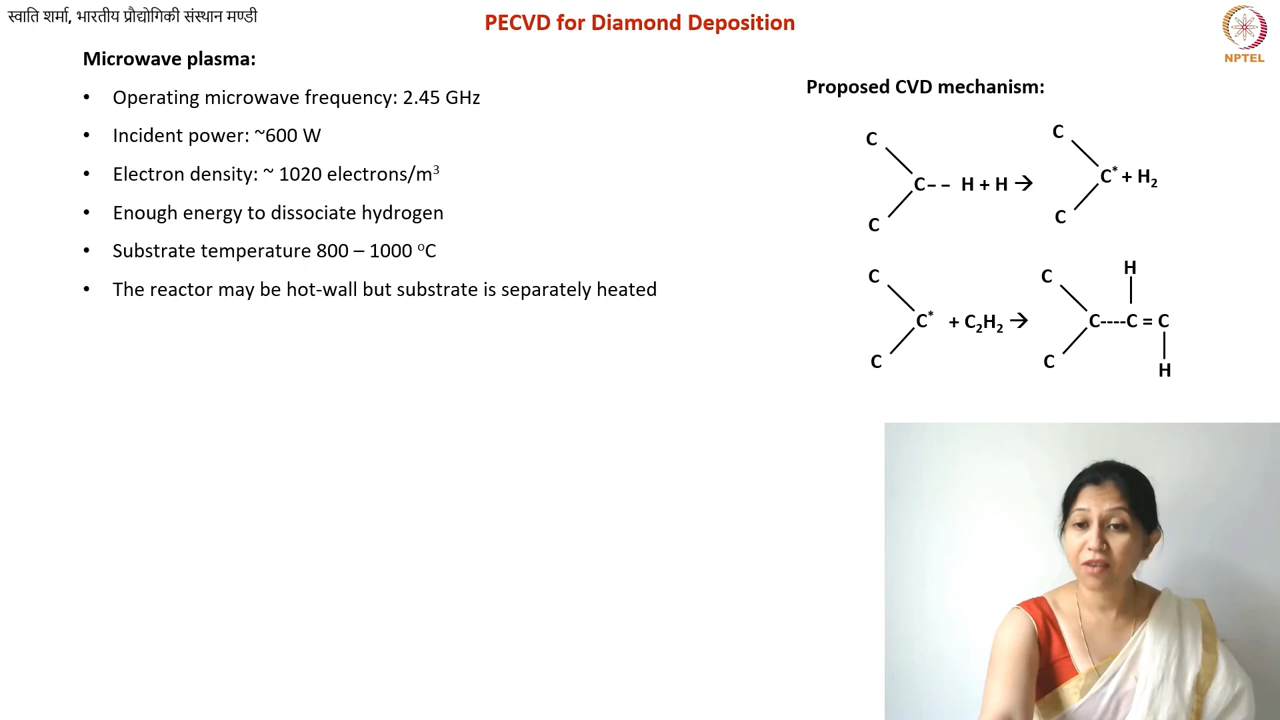 स्वाति शर्मा, भारतीय प्रौद्योगिकी संस्थान मण्डी
PECVD for Diamond Deposition
NPTEL
Microwave plasma:
• Operating microwave frequency: 2.45 GHz
• Incident power: ~600 W
• Electron density: ~ 1020 electrons/m³
• Enough energy to dissociate hydrogen
• Substrate temperature 800 – 1000 ⁰C
• The reactor may be hot-wall but substrate is separately heated
Proposed CVD mechanism:
C C
C– – H + H → C* + H₂
C C
H
C C
C* + C₂H₂ → C----C = C
C C
H